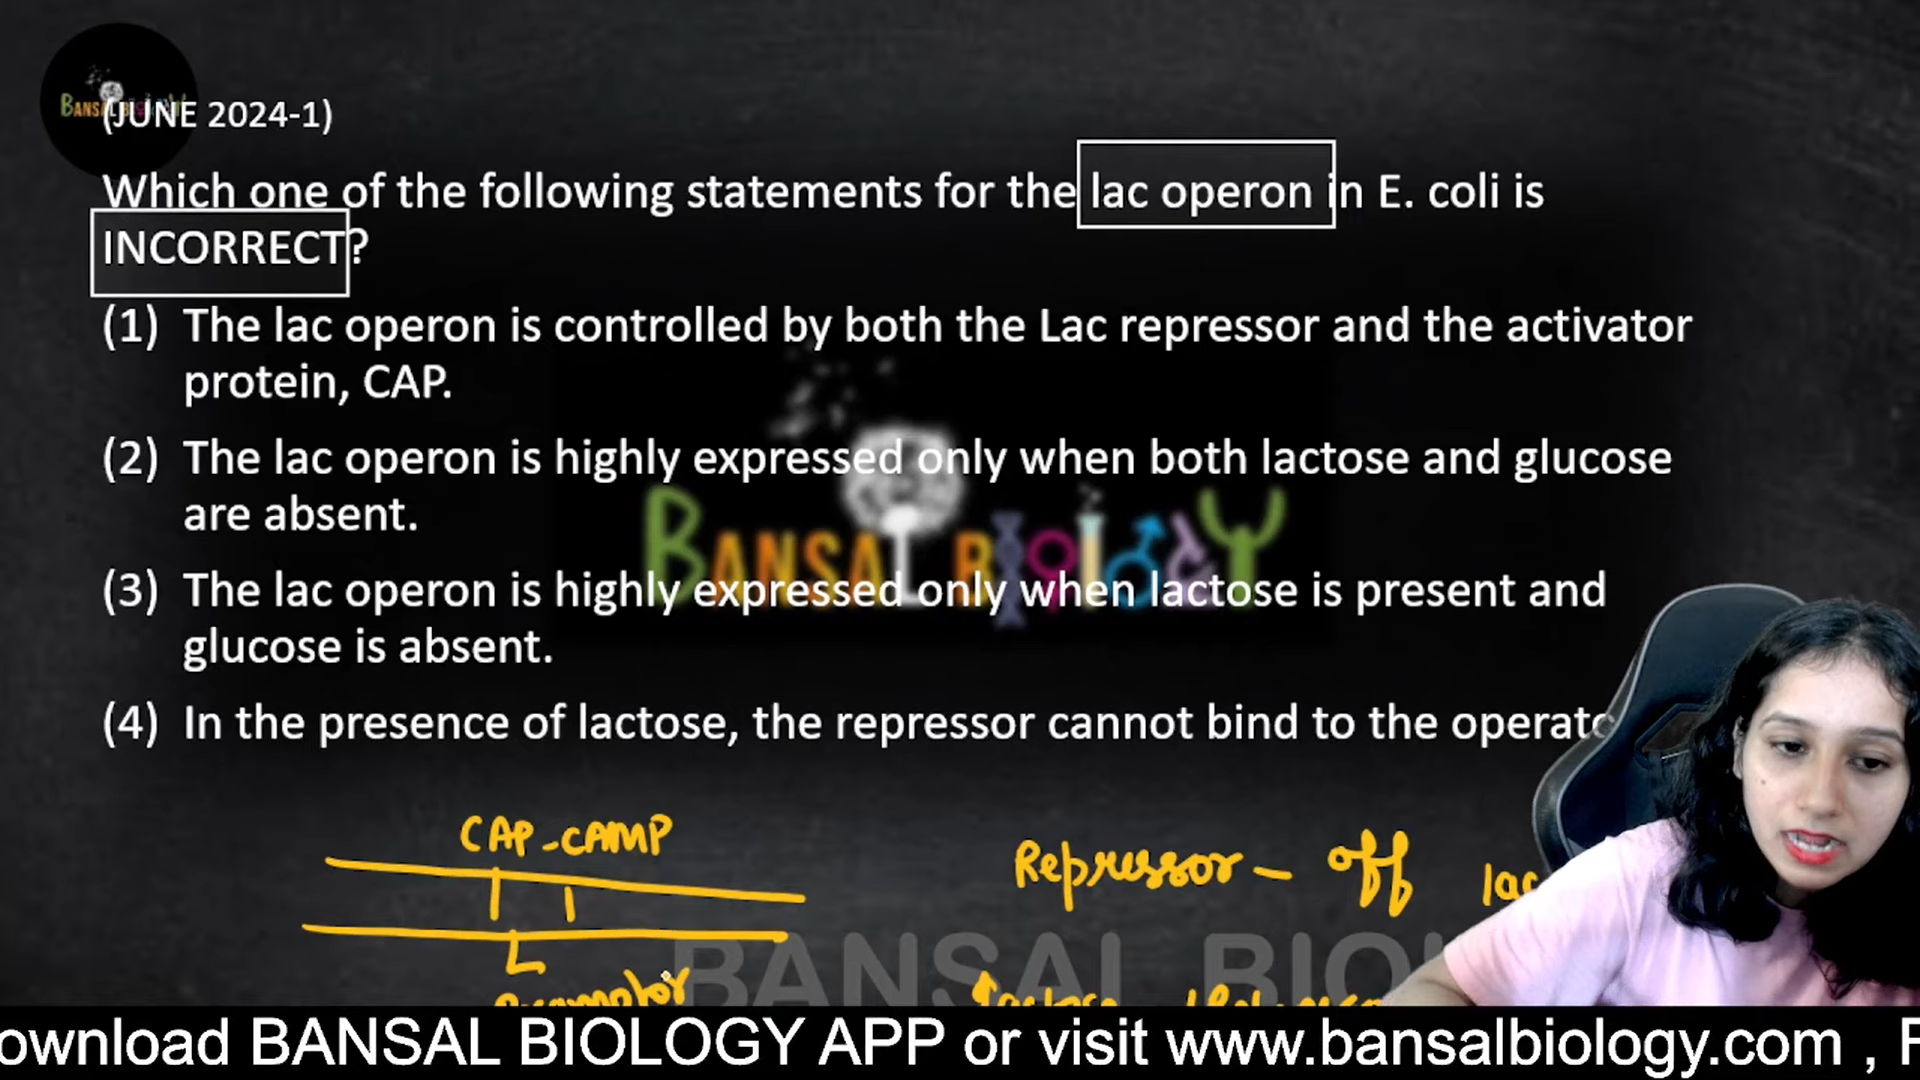 (JUNE 2024-1)
Which one of the following statements for the lac operon in E. coli is
INCORRECT?
(1) The lac operon is controlled by both the Lac repressor and the activator
protein, CAP.
(2) The lac operon is highly expressed only when both lactose and glucose
are absent.
BANSAL BIOLOGY
(3) The lac operon is highly expressed only when lactose is present and
glucose is absent.
(4) In the presence of lactose, the repressor cannot bind to the
CAP-CAMP
Repressor - off lac
BANSAL
ownload BANSAL BIOLOGY APP or visit www.bansalbiology.com , F